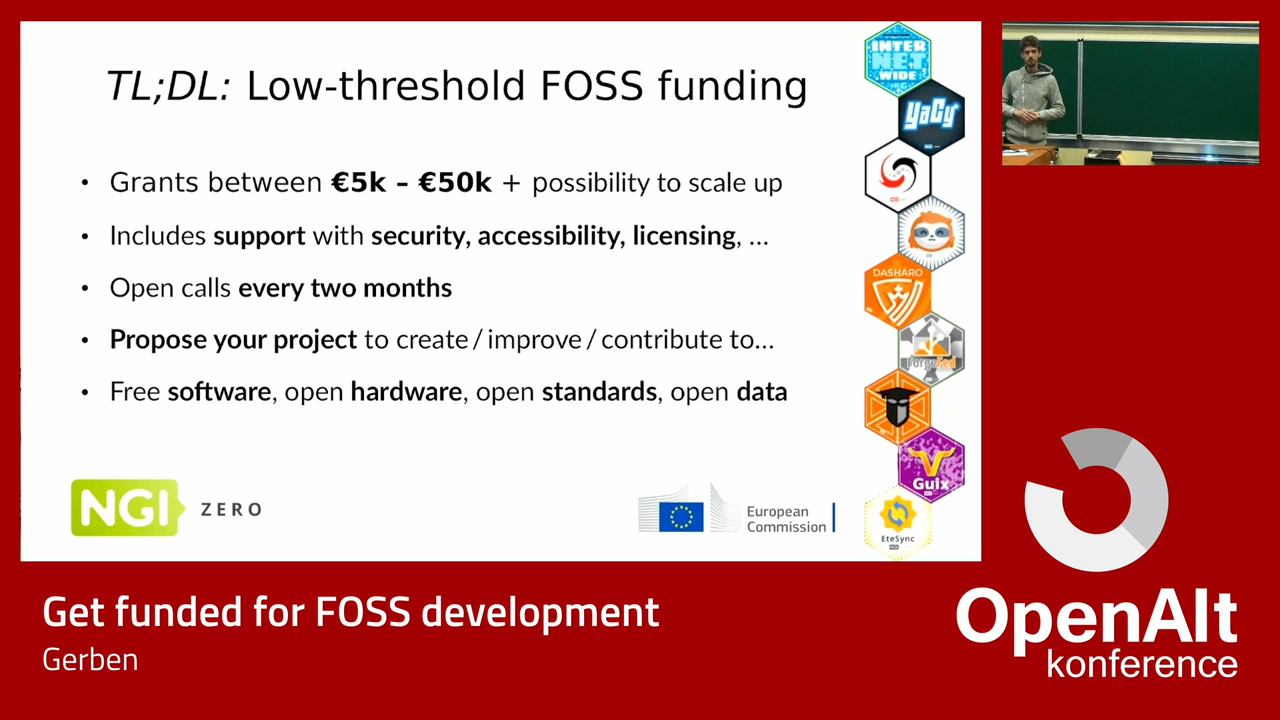 TL;DL: Low-threshold FOSS funding
• Grants between €5k – €50k + possibility to scale up
• Includes support with security, accessibility, licensing, ...
• Open calls every two months
• Propose your project to create / improve / contribute to...
• Free software, open hardware, open standards, open data
NGI ZERO
European
Commission
INTER
NET
WIDE
YaCy
DASHARO
ForgeFed
Guix
EteSync
Get funded for FOSS development
Gerben
OpenAlt
konference